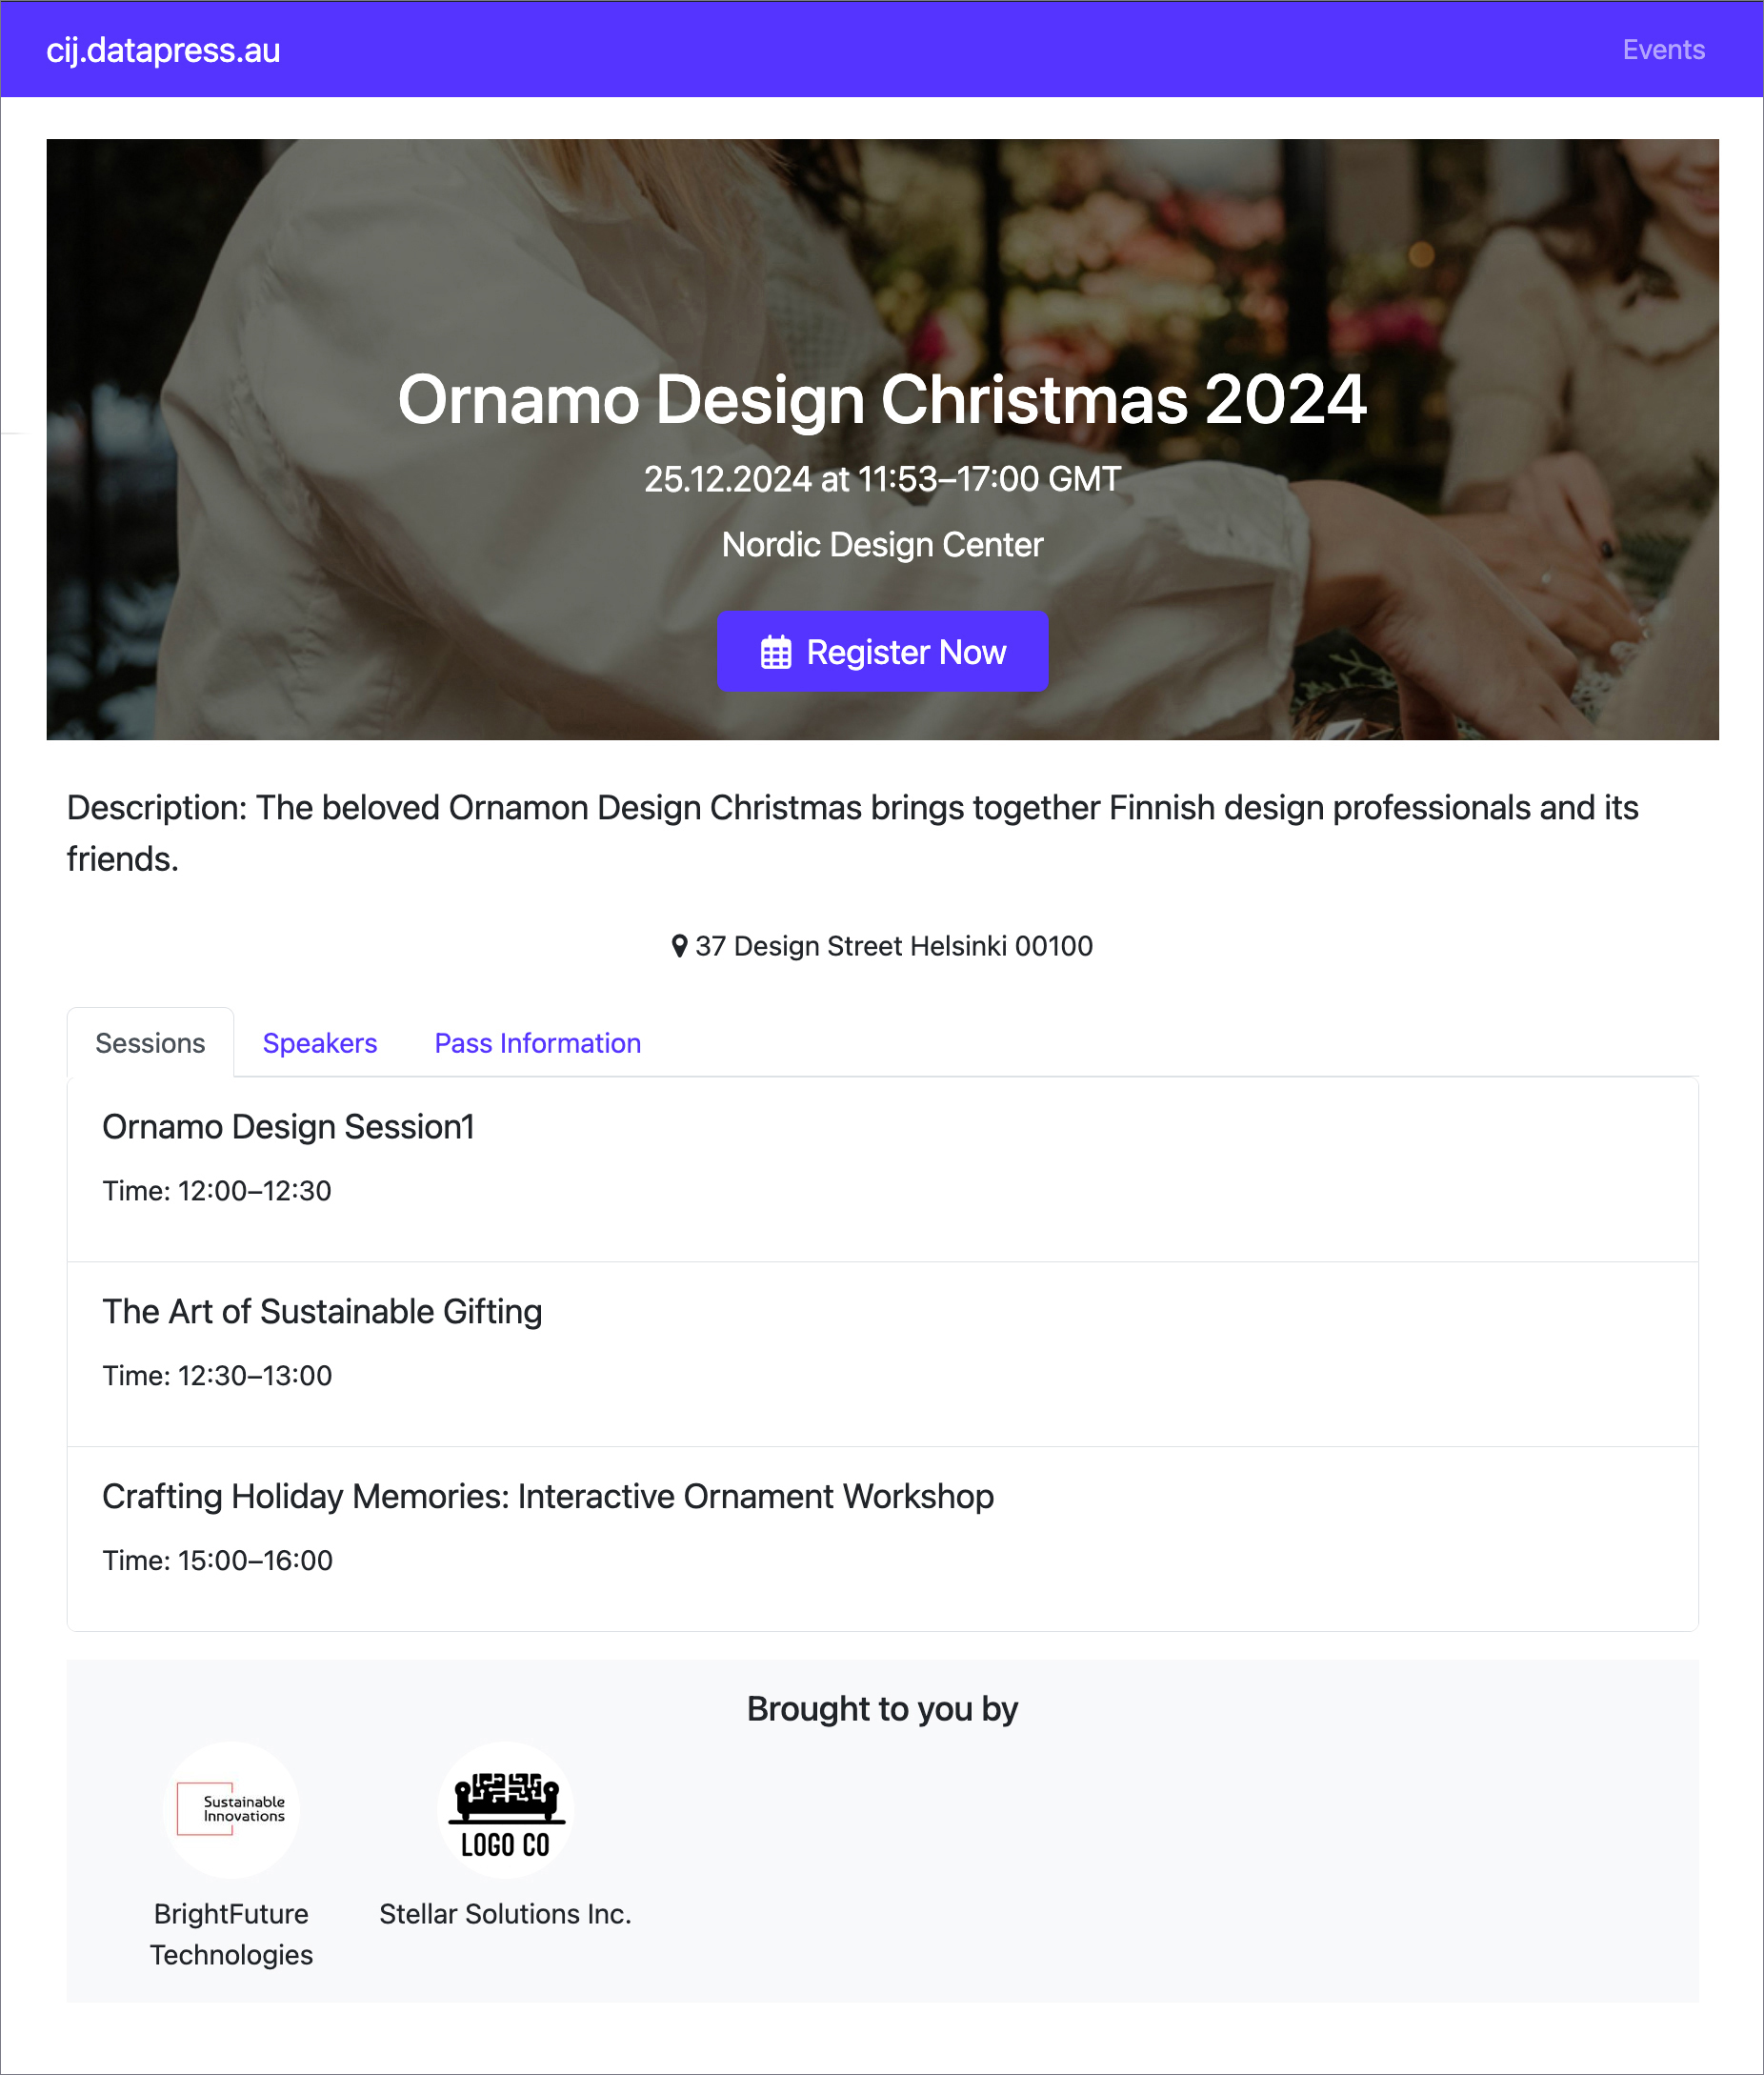 cij.datapress.au
Events
Ornamo Design Christmas 2024
25.12.2024 at 11:53–17:00 GMT
Nordic Design Center
Register Now
Description: The beloved Ornamon Design Christmas brings together Finnish design professionals and its
friends.
37 Design Street Helsinki 00100
Sessions
Speakers
Pass Information
Ornamo Design Session1
Time: 12:00–12:30
The Art of Sustainable Gifting
Time: 12:30–13:00
Crafting Holiday Memories: Interactive Ornament Workshop
Time: 15:00–16:00
Brought to you by
Sustainable
Innovations
LOGO CO
BrightFuture
Technologies
Stellar Solutions Inc.